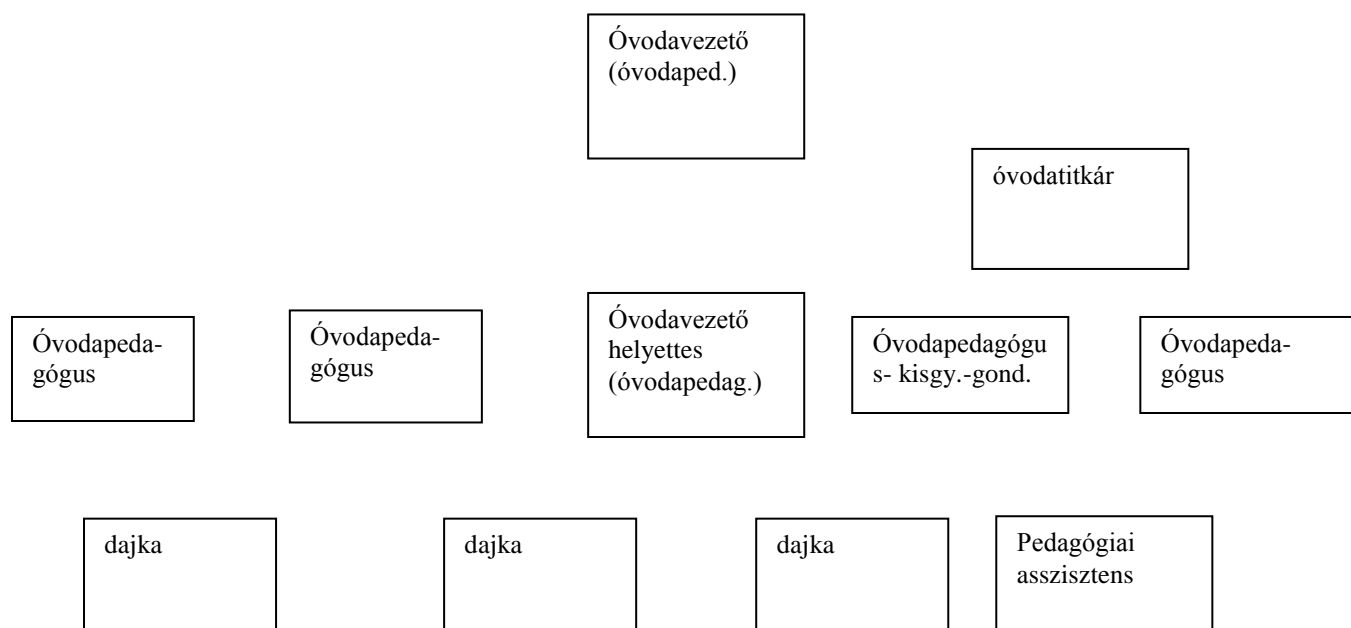 Óvodavezető
(óvodaped.)
óvodatitkár
Óvodapeda-
gógus
Óvodapeda-
gógus
Óvodavezető
helyettes
(óvodapedag.)
Óvodapedagógu
s- kisgy.-gond.
Óvodapeda-
gógus
dajka
dajka
dajka
Pedagógiai
asszisztens